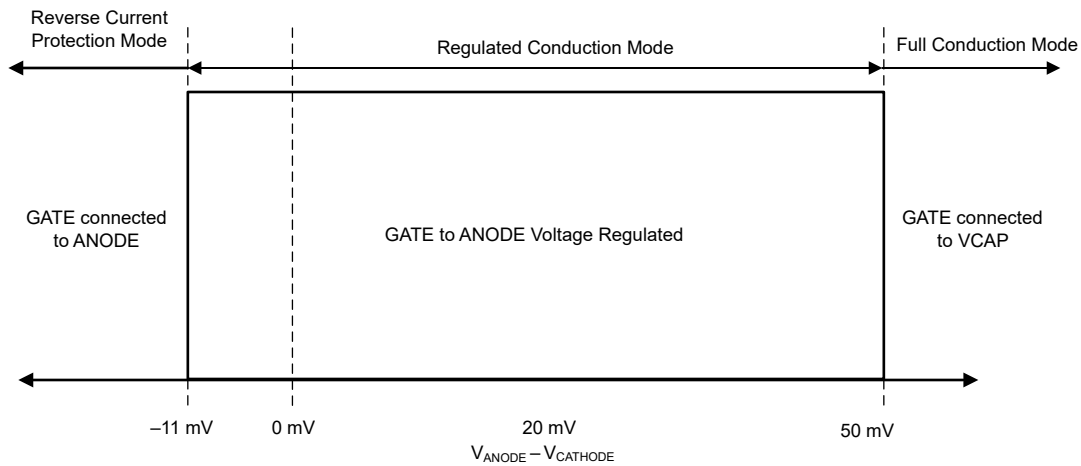 Reverse Current
Protection Mode
Regulated Conduction Mode
Full Conduction Mode
GATE connected
to ANODE
GATE to ANODE Voltage Regulated
GATE connected
to VCAP
–11 mV
0 mV
20 mV
50 mV
VANODE – VCATHODE